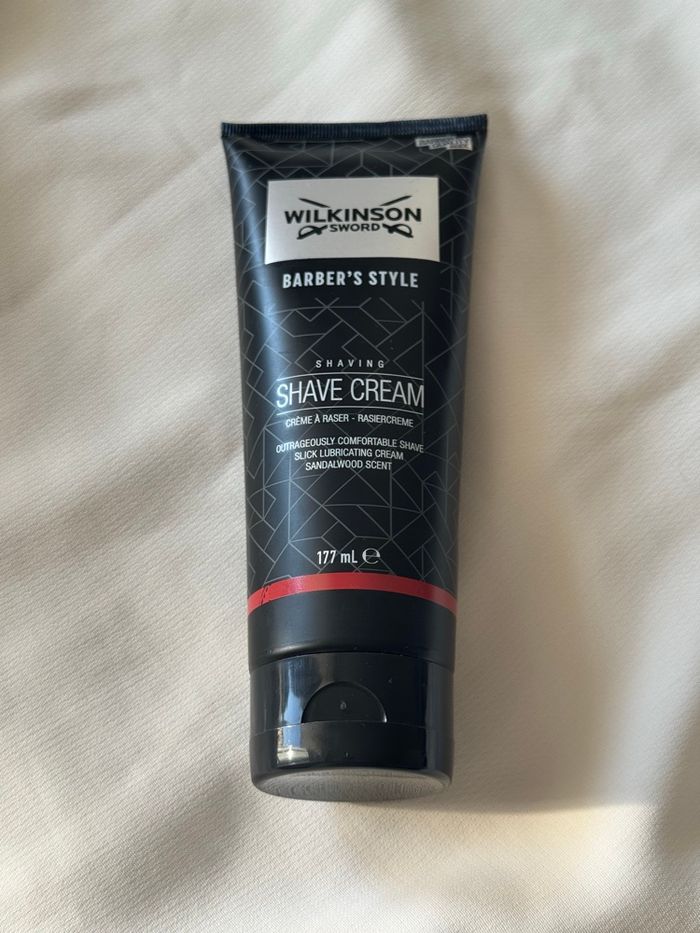 WILKINSON
SWORD
BARBER'S STYLE
SHAVING
SHAVE CREAM
CRÈME À RASER - RASIERCREME
OUTRAGEOUSLY COMFORTABLE SHAVE
SLICK LUBRICATING CREAM
SANDALWOOD SCENT
177 mL ℮